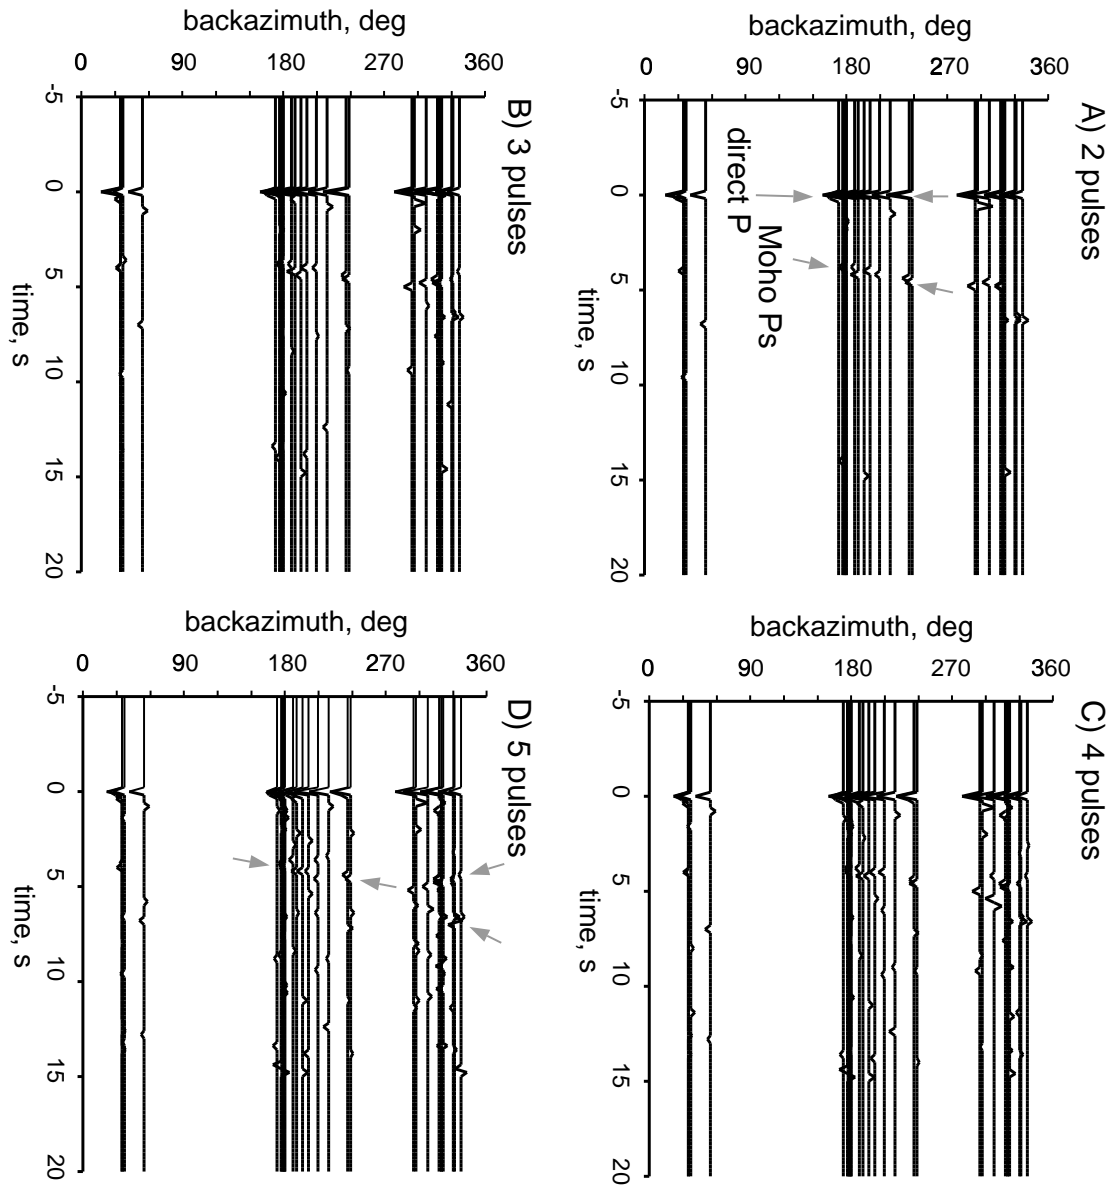 backazimuth, deg
0 90 180 270 360
B) 3 pulses
-5 0 5 10 15 20
time, s
backazimuth, deg
0 90 180 270 360
A) 2 pulses
direct P
Moho Ps
-5 0 5 10 15 20
time, s
backazimuth, deg
0 90 180 270 360
D) 5 pulses
-5 0 5 10 15 20
time, s
backazimuth, deg
0 90 180 270 360
C) 4 pulses
-5 0 5 10 15 20
time, s